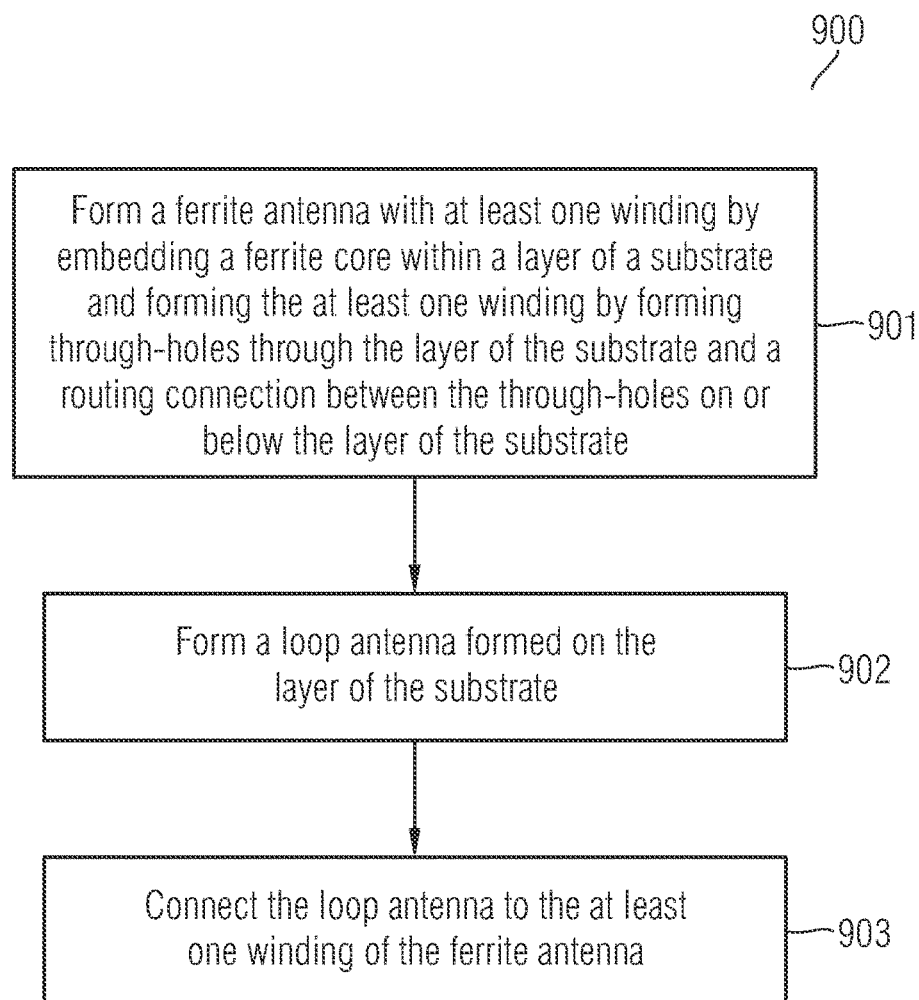 900
Form a ferrite antenna with at least one winding by
embedding a ferrite core within a layer of a substrate
and forming the at least one winding by forming
through-holes through the layer of the substrate and a
routing connection between the through-holes on or
below the layer of the substrate
901
Form a loop antenna formed on the
layer of the substrate
902
Connect the loop antenna to the at least
one winding of the ferrite antenna
903